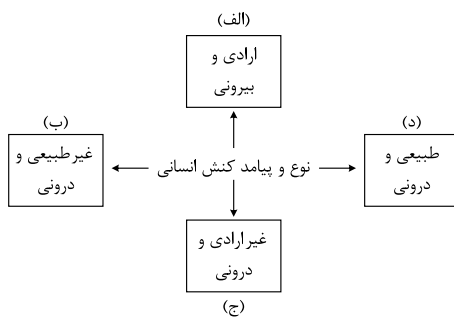 (الف)
ارادی و
بیرونی
(د)
طبیعی و
درونی
نوع و پیامد کنش انسانی
(ب)
غیرطبیعی و
درونی
غیرارادی و
درونی
(ج)